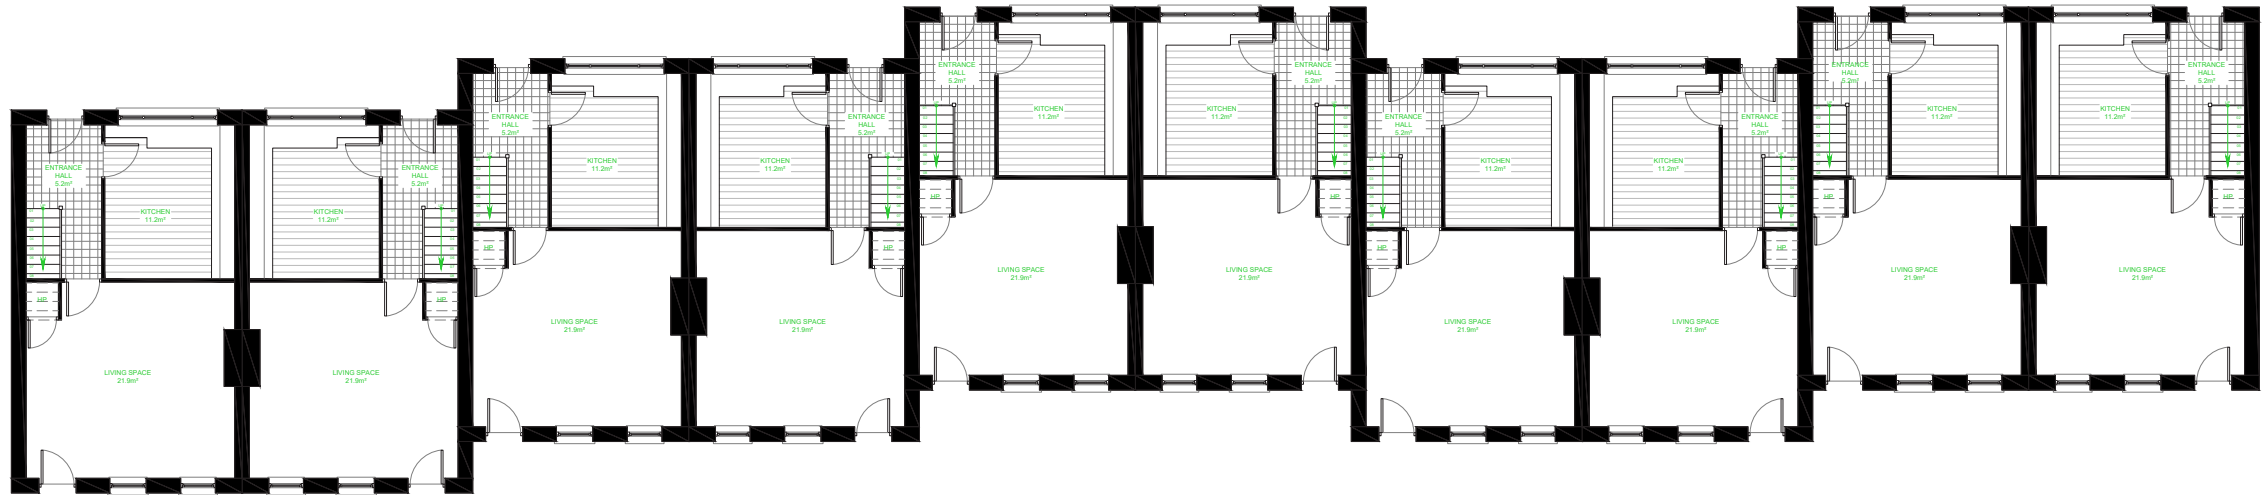 ENTRANCE
HALL
5.2m²
KITCHEN
11.2m²
HP
LIVING SPACE
21.9m²
ENTRANCE
HALL
5.2m²
KITCHEN
11.2m²
HP
LIVING SPACE
21.9m²
ENTRANCE
HALL
5.2m²
KITCHEN
11.2m²
HP
LIVING SPACE
21.9m²
ENTRANCE
HALL
5.2m²
KITCHEN
11.2m²
HP
LIVING SPACE
21.9m²
ENTRANCE
HALL
5.2m²
KITCHEN
11.2m²
HP
LIVING SPACE
21.9m²
ENTRANCE
HALL
5.2m²
KITCHEN
11.2m²
HP
LIVING SPACE
21.9m²
ENTRANCE
HALL
5.2m²
KITCHEN
11.2m²
HP
LIVING SPACE
21.9m²
ENTRANCE
HALL
5.2m²
KITCHEN
11.2m²
HP
LIVING SPACE
21.9m²
ENTRANCE
HALL
5.2m²
KITCHEN
11.2m²
HP
LIVING SPACE
21.9m²
ENTRANCE
HALL
5.2m²
KITCHEN
11.2m²
HP
LIVING SPACE
21.9m²